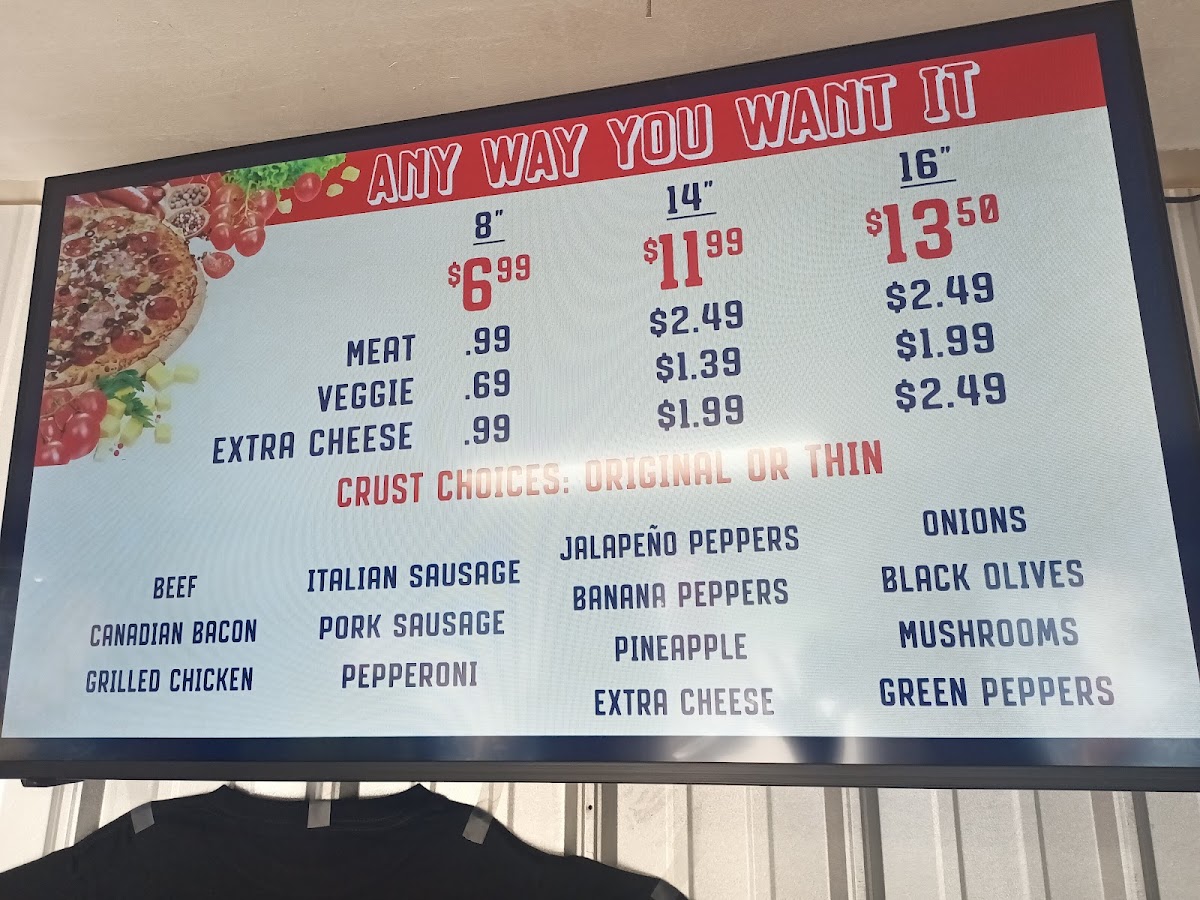 ANY WAY YOU WANT IT
8" 14" 16"
$6.99 $11.99 $13.50
MEAT .99 $2.49 $2.49
VEGGIE .69 $1.39 $1.99
EXTRA CHEESE .99 $1.99 $2.49
CRUST CHOICES: ORIGINAL OR THIN
BEEF
CANADIAN BACON
GRILLED CHICKEN
ITALIAN SAUSAGE
PORK SAUSAGE
PEPPERONI
JALAPEÑO PEPPERS
BANANA PEPPERS
PINEAPPLE
EXTRA CHEESE
ONIONS
BLACK OLIVES
MUSHROOMS
GREEN PEPPERS